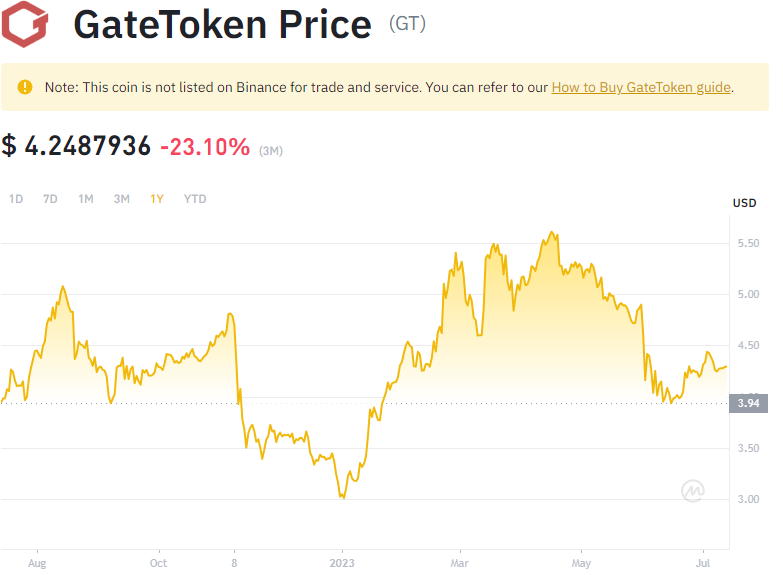 GateToken Price (GT)
Note: This coin is not listed on Binance for trade and service. You can refer to our How to Buy GateToken guide.
$ 4.2487936 -23.10% (3M)
1D 7D 1M 3M 1Y YTD
USD
5.50
5.00
4.50
3.94
3.50
3.00
Aug Oct 8 2023 Mar May Jul